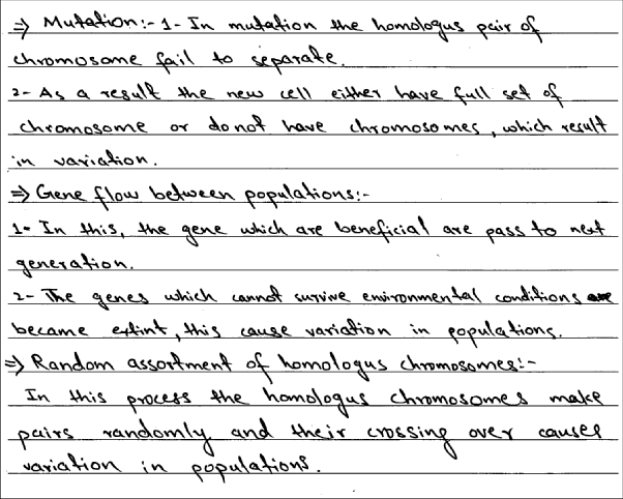 => Mutation:- 1- In mutation the homologus pair of
chromosome fail to separate.
2- As a result the new cell either have full set of
chromosome or do not have chromosomes, which result
in variation.
=> Gene flow between populations:-
1- In this, the gene which are beneficial are pass to next
generation.
2- The genes which cannot survive environmental conditions
became extint, this cause variation in populations.
=> Random assortment of homologus chromosomes:-
In this process the homologus chromosomes make
pairs randomly and their crossing over causes
variation in populations.